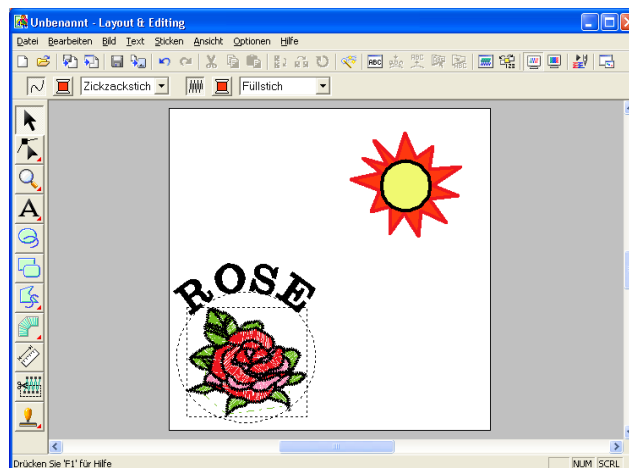 Unbenannt - Layout & Editing
Datei Bearbeiten Bild Text Sticken Ansicht Optionen Hilfe
ABC
Zickzackstich Füllstich
A
ROSE
Drücken Sie 'F1' für Hilfe NUM SCRL